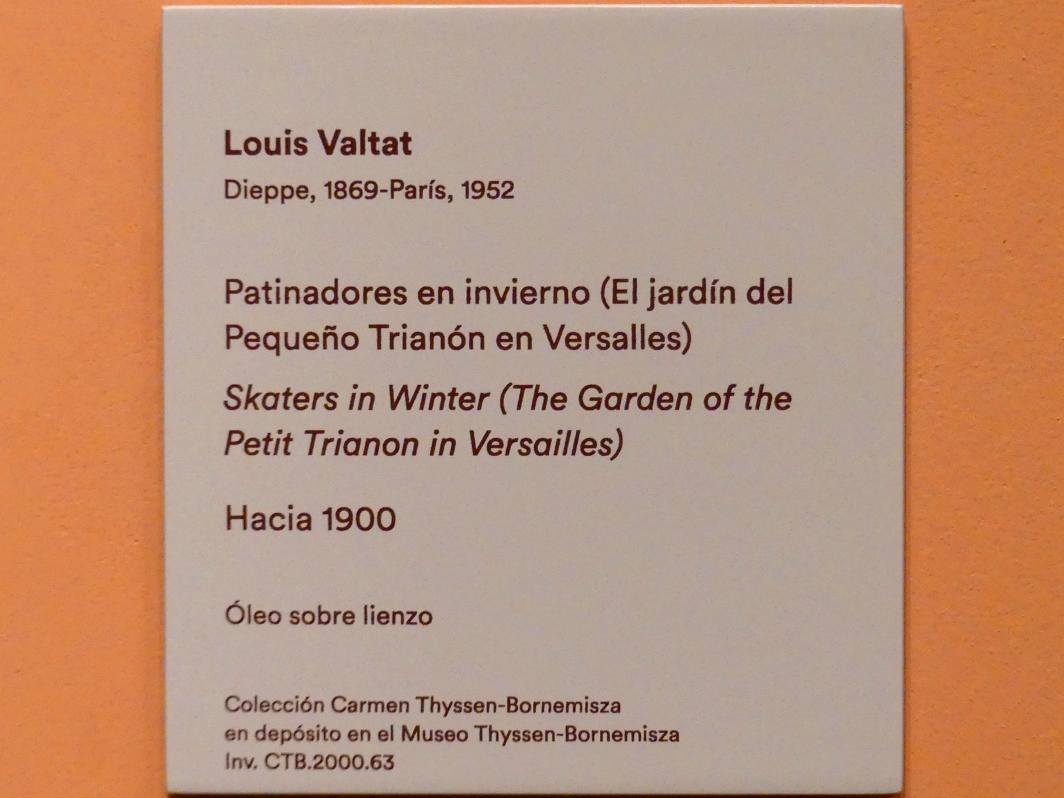 Louis Valtat
Dieppe, 1869-París, 1952
Patinadores en invierno (El jardín del
Pequeño Trianón en Versalles)
Skaters in Winter (The Garden of the
Petit Trianon in Versailles)
Hacia 1900
Óleo sobre lienzo
Colección Carmen Thyssen-Bornemisza
en depósito en el Museo Thyssen-Bornemisza
Inv. CTB.2000.63